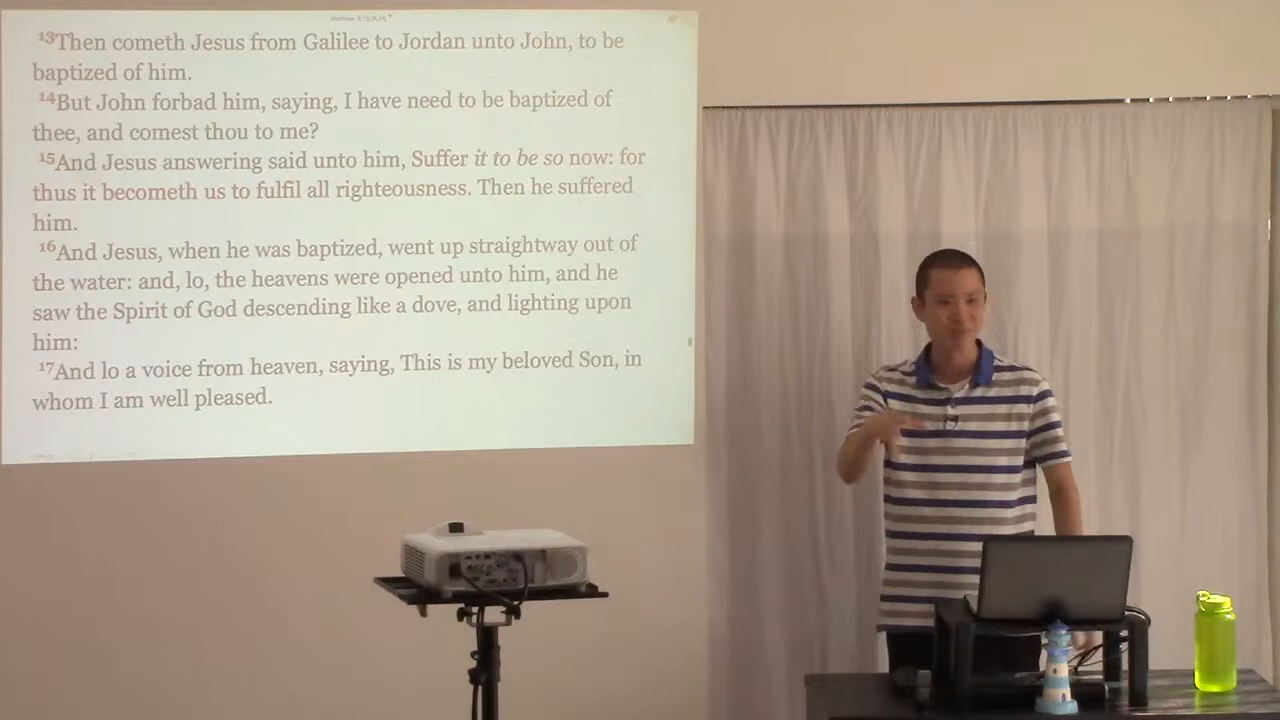 Matthew 3:13 (KJV)
13Then cometh Jesus from Galilee to Jordan unto John, to be
baptized of him.
14But John forbad him, saying, I have need to be baptized of
thee, and comest thou to me?
15And Jesus answering said unto him, Suffer it to be so now: for
thus it becometh us to fulfil all righteousness. Then he suffered
him.
16And Jesus, when he was baptized, went up straightway out of
the water: and, lo, the heavens were opened unto him, and he
saw the Spirit of God descending like a dove, and lighting upon
him:
17And lo a voice from heaven, saying, This is my beloved Son, in
whom I am well pleased.